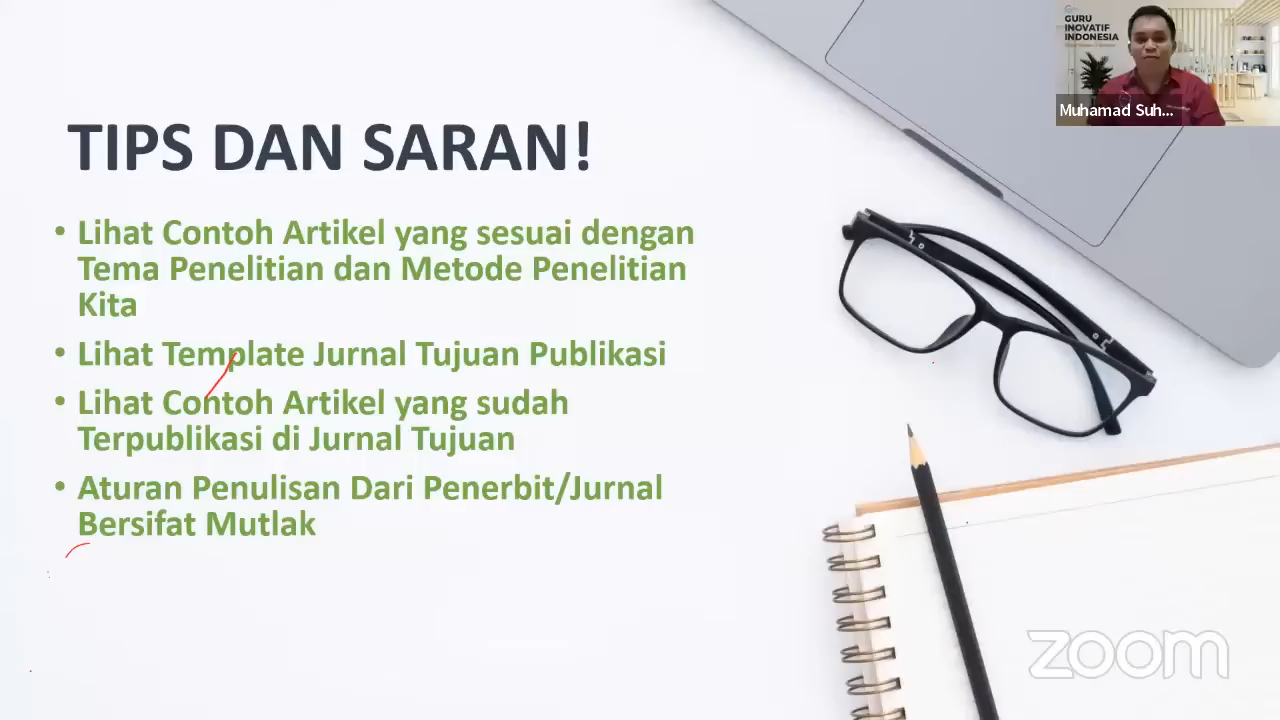 GURU
INOVATIF
INDONESIA
Muhamad Suh...
TIPS DAN SARAN!
• Lihat Contoh Artikel yang sesuai dengan
Tema Penelitian dan Metode Penelitian
Kita
• Lihat Template Jurnal Tujuan Publikasi
• Lihat Contoh Artikel yang sudah
Terpublikasi di Jurnal Tujuan
• Aturan Penulisan Dari Penerbit/Jurnal
Bersifat Mutlak
zoom